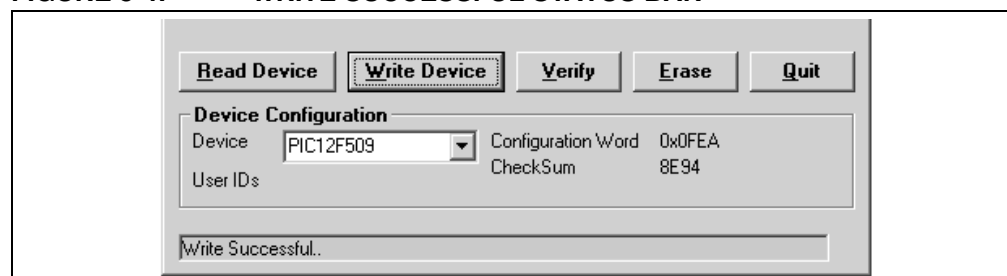 Read Device Write Device Verify Erase Quit
Device Configuration
Device PIC12F509 Configuration Word 0x0FEA
User IDs CheckSum 8E94
Write Successful..